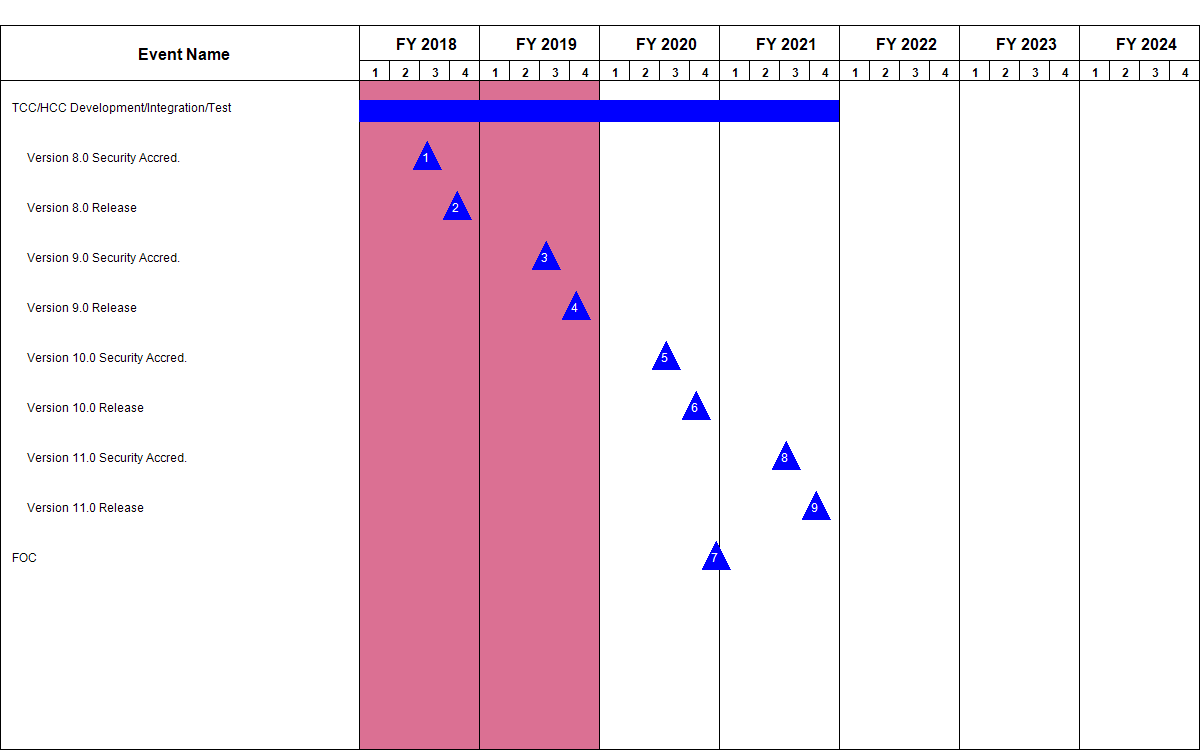 Event Name FY 2018 FY 2019 FY 2020 FY 2021 FY 2022 FY 2023 FY 2024
1 2 3 4 1 2 3 4 1 2 3 4 1 2 3 4 1 2 3 4 1 2 3 4 1 2 3 4
TCC/HCC Development/Integration/Test
Version 8.0 Security Accred. 1
Version 8.0 Release 2
Version 9.0 Security Accred. 3
Version 9.0 Release 4
Version 10.0 Security Accred. 5
Version 10.0 Release 6
Version 11.0 Security Accred. 8
Version 11.0 Release 9
FOC 7